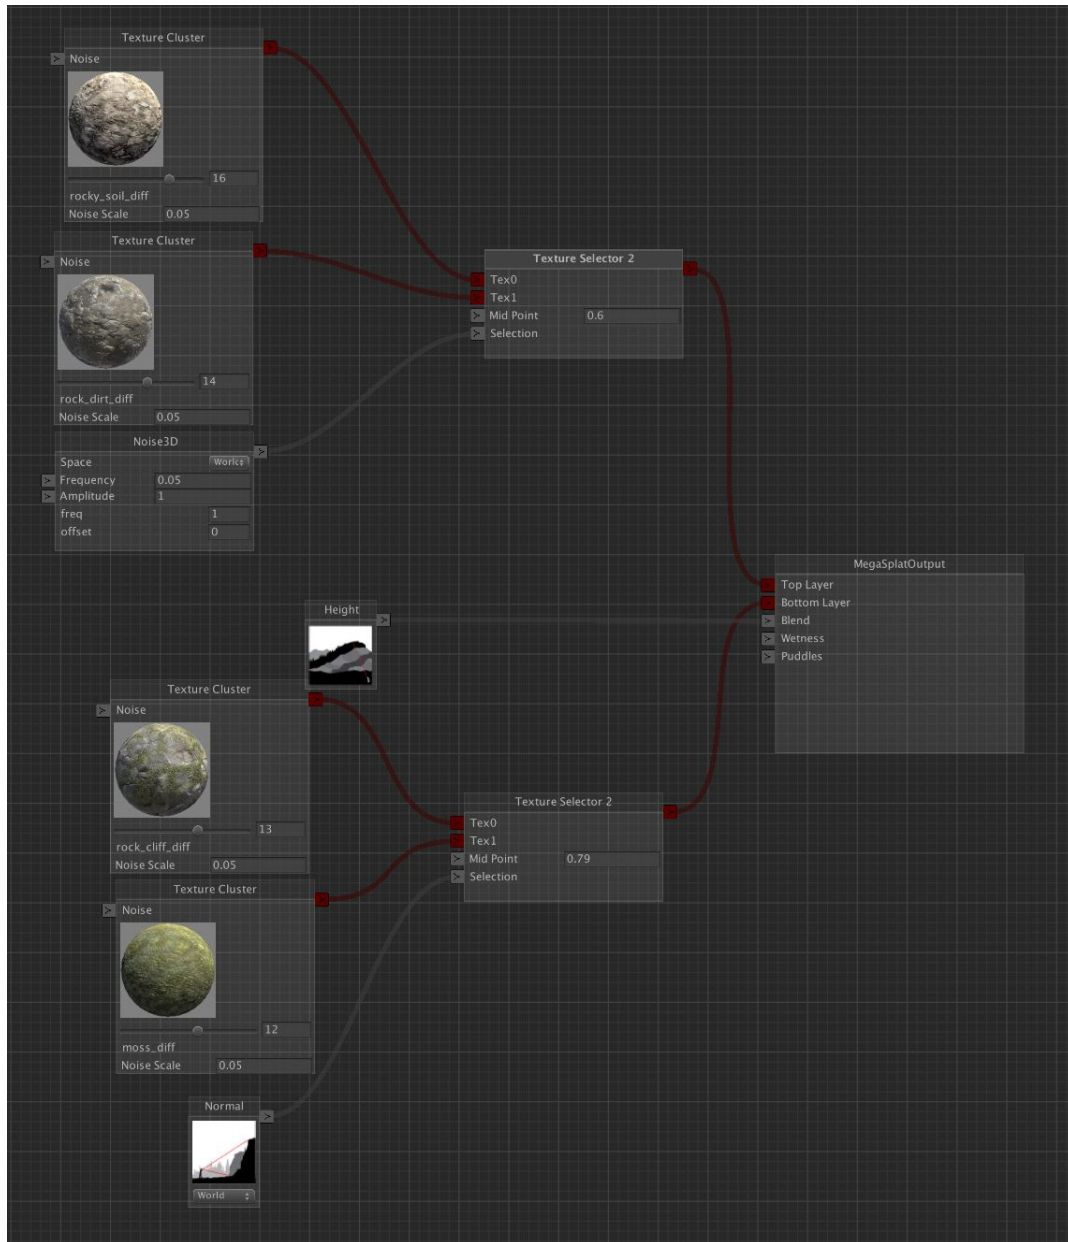 Texture Cluster
Noise
16
rocky_soil_diff
Noise Scale 0.05
Texture Cluster
Noise
14
rock_dirt_diff
Noise Scale 0.05
Noise3D
Space World
Frequency 0.05
Amplitude 1
freq 1
offset 0
Texture Selector 2
Tex0
Tex1
Mid Point 0.6
Selection
MegaSplatOutput
Top Layer
Bottom Layer
Blend
Wetness
Puddles
Height
Texture Cluster
Noise
13
rock_cliff_diff
Noise Scale 0.05
Texture Selector 2
Tex0
Tex1
Mid Point 0.79
Selection
Texture Cluster
Noise
12
moss_diff
Noise Scale 0.05
Normal
World